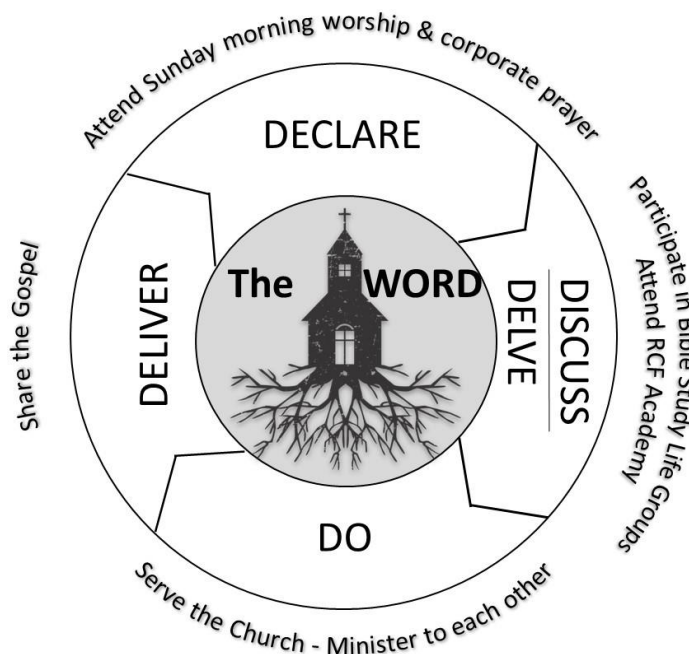 Attend Sunday morning worship & corporate prayer
DECLARE
The WORD
DISCUSS
DELVE
Participate in Bible Study Life Groups
Attend RCF Academy
DO
Serve the Church - Minister to each other
DELIVER
Share the Gospel